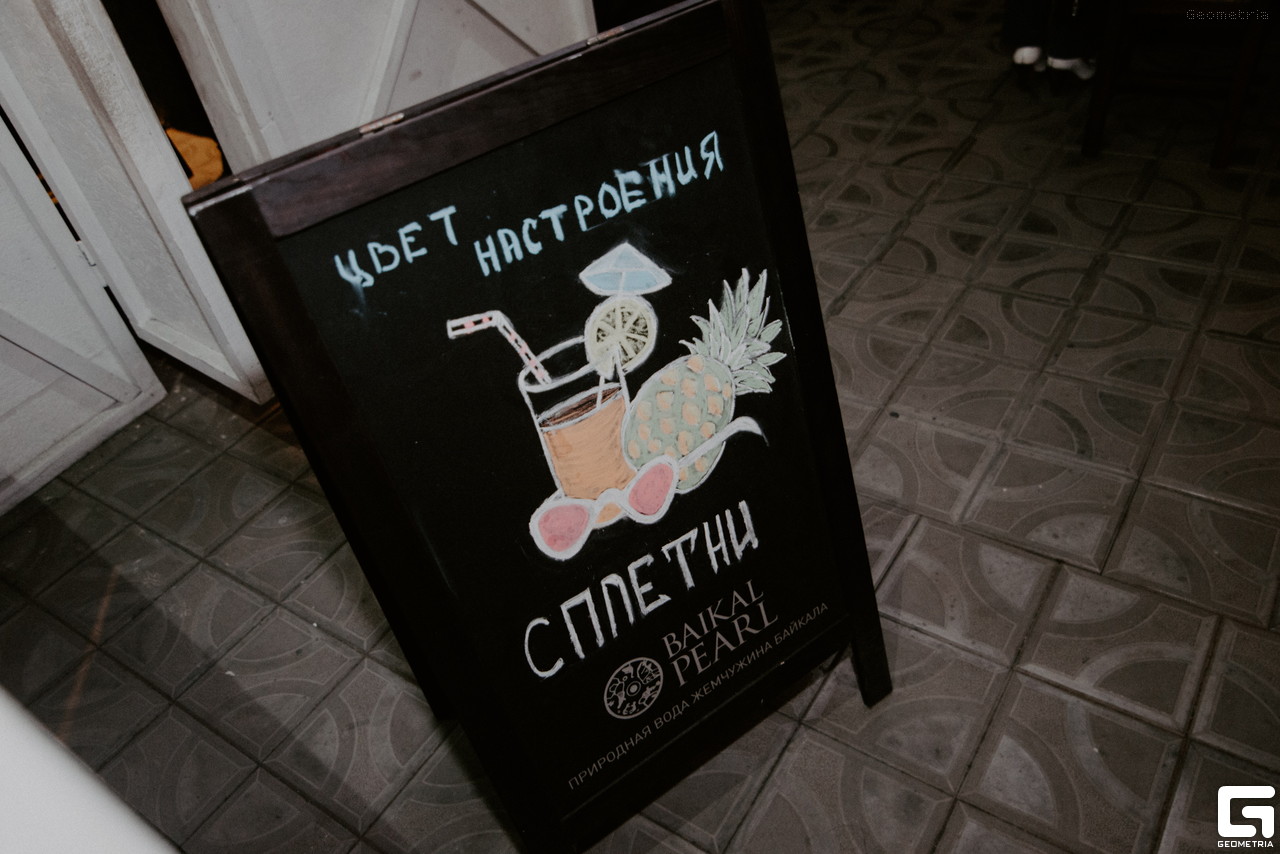 Geometria
ЦВЕТ НАСТРОЕНИЯ
СПЛЕТНИ
BAIKAL
PEARL
ПРИРОДНАЯ ВОДА ЖЕМЧУЖИНА БАЙКАЛА
GEOMETRIA